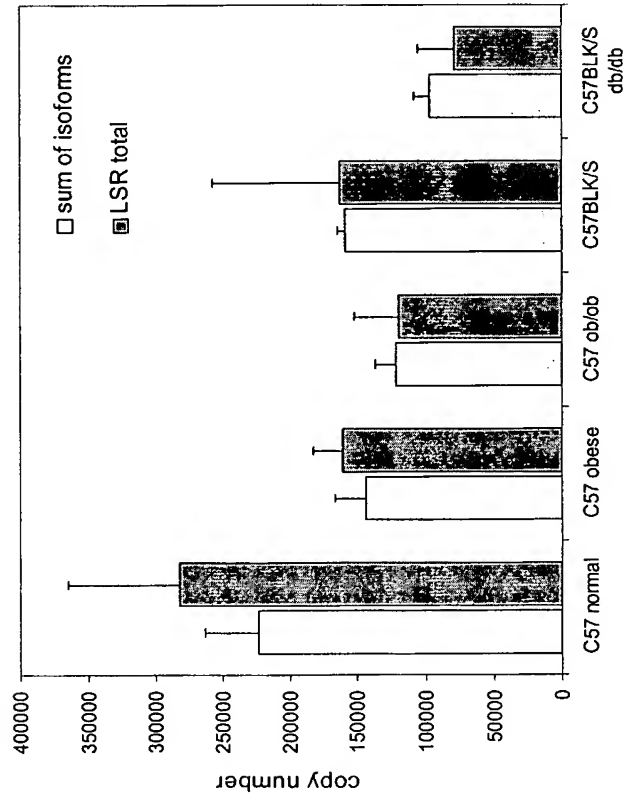 sum of isoforms
LSR total
400000
350000
300000
250000
200000
150000
100000
50000
0
copy number
C57 normal
C57 obese
C57 ob/ob
C57BLK/S
C57BLK/S
db/db